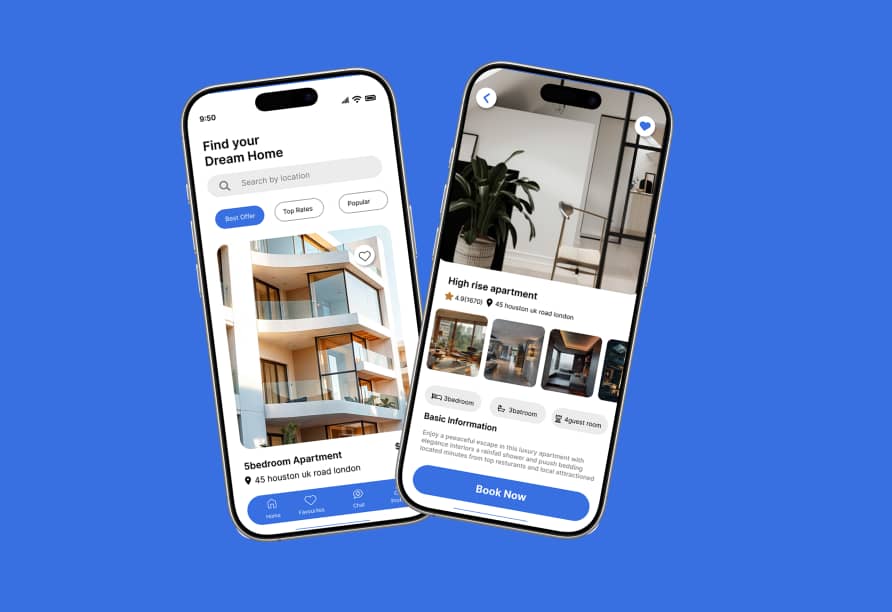 9:50
Find your
Dream Home
Search by location
Best Offer
Top Rates
Popular
5bedroom Apartment
45 houston uk road london
Home
Favourites
Chat
High rise apartment
4.9(1670)
45 houston uk road london
3bedroom
3batroom
4guest room
Basic Information
Enjoy a peaceful escape in this luxury apartment with
elegance interiors a rainfall shower and plush bedding
located minutes from top resturants and local attractioned
Book Now